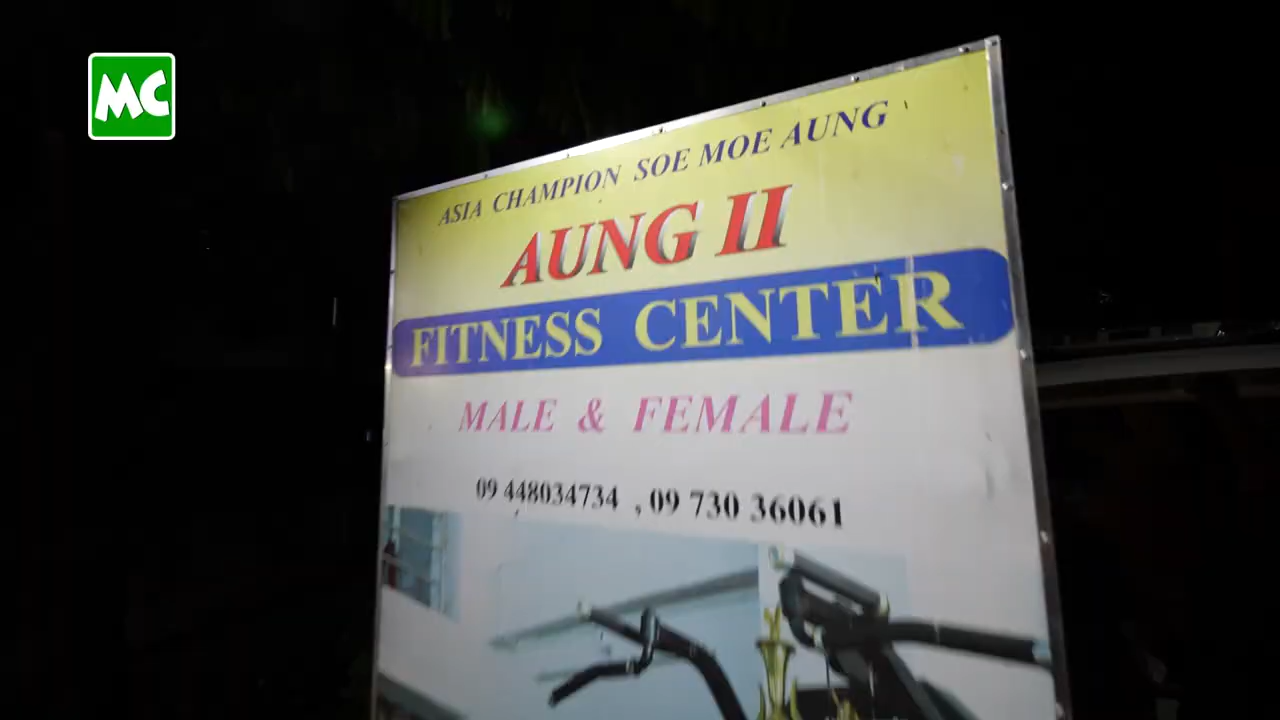 MC
ASIA CHAMPION SOE MOE AUNG
AUNG II
FITNESS CENTER
MALE & FEMALE
09 448034734 , 09 730 36061